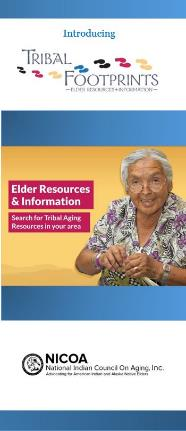 Introducing
TRIBAL
FOOTPRINTS
ELDER RESOURCES + INFORMATION
Elder Resources
& Information
Search for Tribal Aging
Resources in your area
NICOA
National Indian Council On Aging, Inc.
Advocating for American Indian and Alaska Native Elders